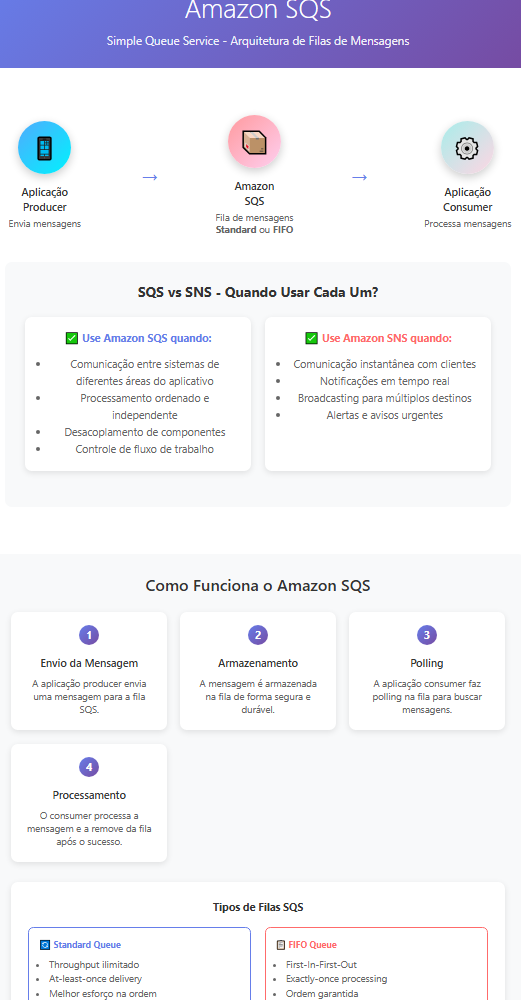 Amazon SQS
Simple Queue Service - Arquitetura de Filas de Mensagens
Aplicação
Producer
Envia mensagens
→
Amazon
SQS
Fila de mensagens
Standard ou FIFO
→
Aplicação
Consumer
Processa mensagens
SQS vs SNS - Quando Usar Cada Um?
✅ Use Amazon SQS quando:
• Comunicação entre sistemas de
diferentes áreas do aplicativo
• Processamento ordenado e
independente
• Desacoplamento de componentes
• Controle de fluxo de trabalho
✅ Use Amazon SNS quando:
• Comunicação instantânea com clientes
• Notificações em tempo real
• Broadcasting para múltiplos destinos
• Alertas e avisos urgentes
Como Funciona o Amazon SQS
1
Envio da Mensagem
A aplicação producer envia
uma mensagem para a fila
SQS.
2
Armazenamento
A mensagem é armazenada
na fila de forma segura e
durável.
3
Polling
A aplicação consumer faz
polling na fila para buscar
mensagens.
4
Processamento
O consumer processa a
mensagem e a remove da fila
após o sucesso.
Tipos de Filas SQS
Standard Queue
• Throughput ilimitado
• At-least-once delivery
• Melhor esforço na ordem
FIFO Queue
• First-In-First-Out
• Exactly-once processing
• Ordem garantida